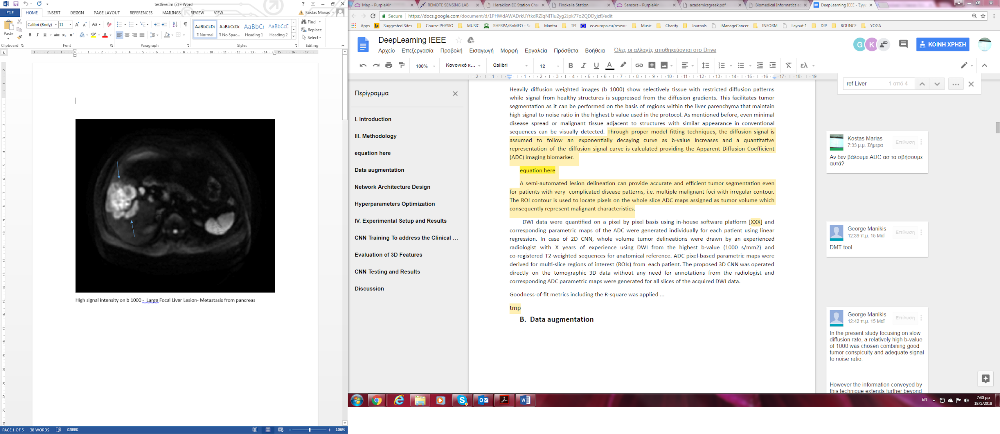 testliverIm (2) - Word
FILE HOME INSERT DESIGN PAGE LAYOUT REFERENCES MAILINGS REVIEW VIEW
Kostas Marias
Paste
Calibri (Body) 11
Aa
B I U abc x₂ x²
AaBbCcDc AaBbCcDc AaBbCc AaBbCcD
¶ Normal ¶ No Spac... Heading 1 Heading 2
Find
Replace
Select
Clipboard Font Paragraph Styles Editing
High signal intensity on b 1000 - Large Focal Liver Lesion- Metastasis from pancreas
PAGE 1 OF 5 38 WORDS GREEK 106%
Map - PurpleAir
REMOTE SENSING LAB
Heraklion EC Station Cha
Finokalia Station
Sensors - PurpleAir
academicsgreek.pdf
Biomedical Informatics a
DeepLearning IEEE - Έγγρ
Secure https://docs.google.com/document/d/1PHWdAWADrkUYtkdRZIqNITlu2yg2Jpk77o2QDDyjzfI/edit
Apps Suggested Sites Course PHYSIO MUSIC SHERPA/RoMEO - Sc Mantra TEI ec.europa.eu/researc Music Charity Journals iManageCancer INFORM Layout 1 DIP BOUNCE YOGA
DeepLearning IEEE
Αρχείο Επεξεργασία Προβολή Εισαγωγή Μορφή Εργαλεία Πρόσθετα Βοήθεια Όλες οι αλλαγές αποθηκεύονται στο Drive
G K
ΚΟΙΝΗ ΧΡΗΣΗ
100% Κανονικό κ... Calibri 12 B I U A ελ
ref Liver 1 από 4
Περίγραμμα
I. Introduction
III. Methodology
equation here
Data augmentation
Network Architecture Design
Hyperparameters Optimization
IV. Experimental Setup and Results
CNN Training To address the Clinical ...
Evaluation of 3D Features
CNN Testing and Results
Discussion
Heavily diffusion weighted images (b 1000) show selectively tissue with restricted diffusion patterns
while signal from healthy structures is suppressed from the diffusion gradients. This facilitates tumor
segmentation as it can be performed on the basis of regions within the liver parenchyma that maintain
high signal to noise ratio in the highest b value used in the protocol. As mentioned before, even minimal
disease spread or malignant tissue adjacent to structures with similar appearance in conventional
sequences can be visually detected. Through proper model fitting techniques, the diffusion signal is
assumed to follow an exponentially decaying curve as b-value increases and a quantitative
representation of the diffusion signal curve is calculated providing the Apparent Diffusion Coefficient
(ADC) imaging biomarker.
equation here
A semi-automated lesion delineation can provide accurate and efficient tumor segmentation even
for patients with very complicated disease patterns, i.e. multiple malignant foci with irregular contour.
The ROI contour is used to locate pixels on the whole slice ADC maps assigned as tumor volume which
consequently represent malignant characteristics.
DWI data were quantified on a pixel by pixel basis using in-house software platform [XXX] and
corresponding parametric maps of the ADC were generated individually for each patient using linear
regression. In case of 2D CNN, whole volume tumor delineations were drawn by an experienced
radiologist with X years of experience using DWI from the highest b-value (1000 s/mm2) and
co-registered T2-weighted sequences for anatomical reference. ADC pixel-based parametric maps were
derived for multi-slice regions of interest (ROIs) from each patient. The proposed 3D CNN was operated
directly on the tomographic 3D data without any need for annotations from the radiologist and
corresponding ADC parametric maps were generated for all slices of the acquired DWI data.
Goodness-of-fit metrics including the R-square was applied ...
tmp
B. Data augmentation
Kostas Marias
7:33 μ.μ. Σήμερα
Επίλυση
Αν δεν βάλουμε ADC ασ τα σβήσουμε
αυτά?
George Manikis
12:39 π.μ. 15 Μαΐ
Επίλυση
DMT tool
George Manikis
12:42 π.μ. 15 Μαΐ
Επίλυση
In the present study focusing on slow
diffusion rate, a relatively high b-value
of 1000 was chosen combining good
tumor conspicuity and adequate signal
to noise ratio.
However the information conveyed by
this technique extends further beyond
EN
7:40 μμ
18/5/2018